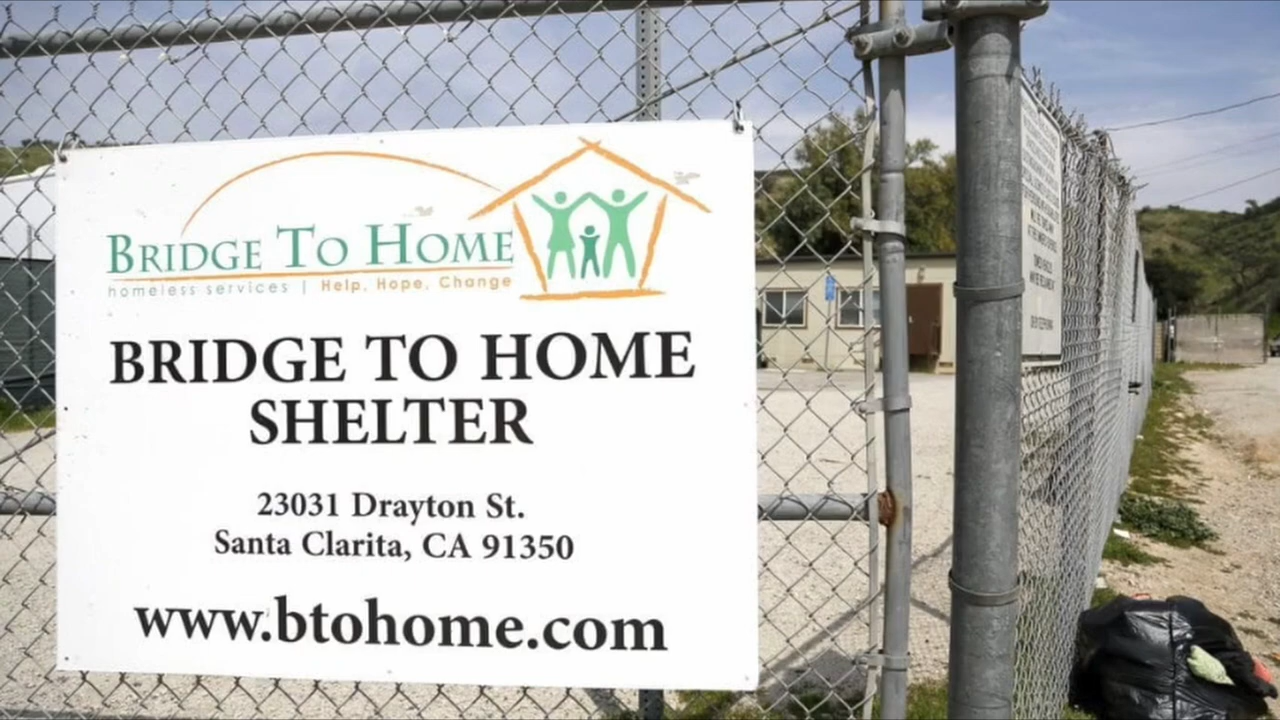 BRIDGE TO HOME
homeless services | Help, Hope, Change
BRIDGE TO HOME
SHELTER
23031 Drayton St.
Santa Clarita, CA 91350
www.btohome.com